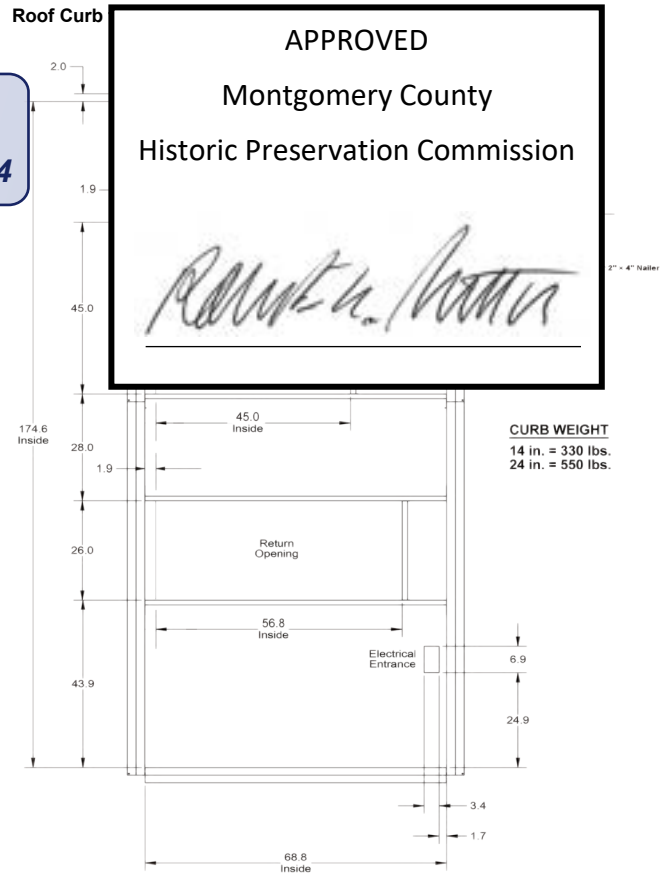 Roof Curb
APPROVED
Montgomery County
Historic Preservation Commission
2.0
4
1.9
2" - 4" Nailer
45.0
174.6
Inside
45.0
Inside
28.0
1.9
CURB WEIGHT
14 in. = 330 lbs.
24 in. = 550 lbs.
26.0
Return
Opening
56.8
Inside
Electrical
Entrance
6.9
43.9
24.9
3.4
1.7
68.8
Inside